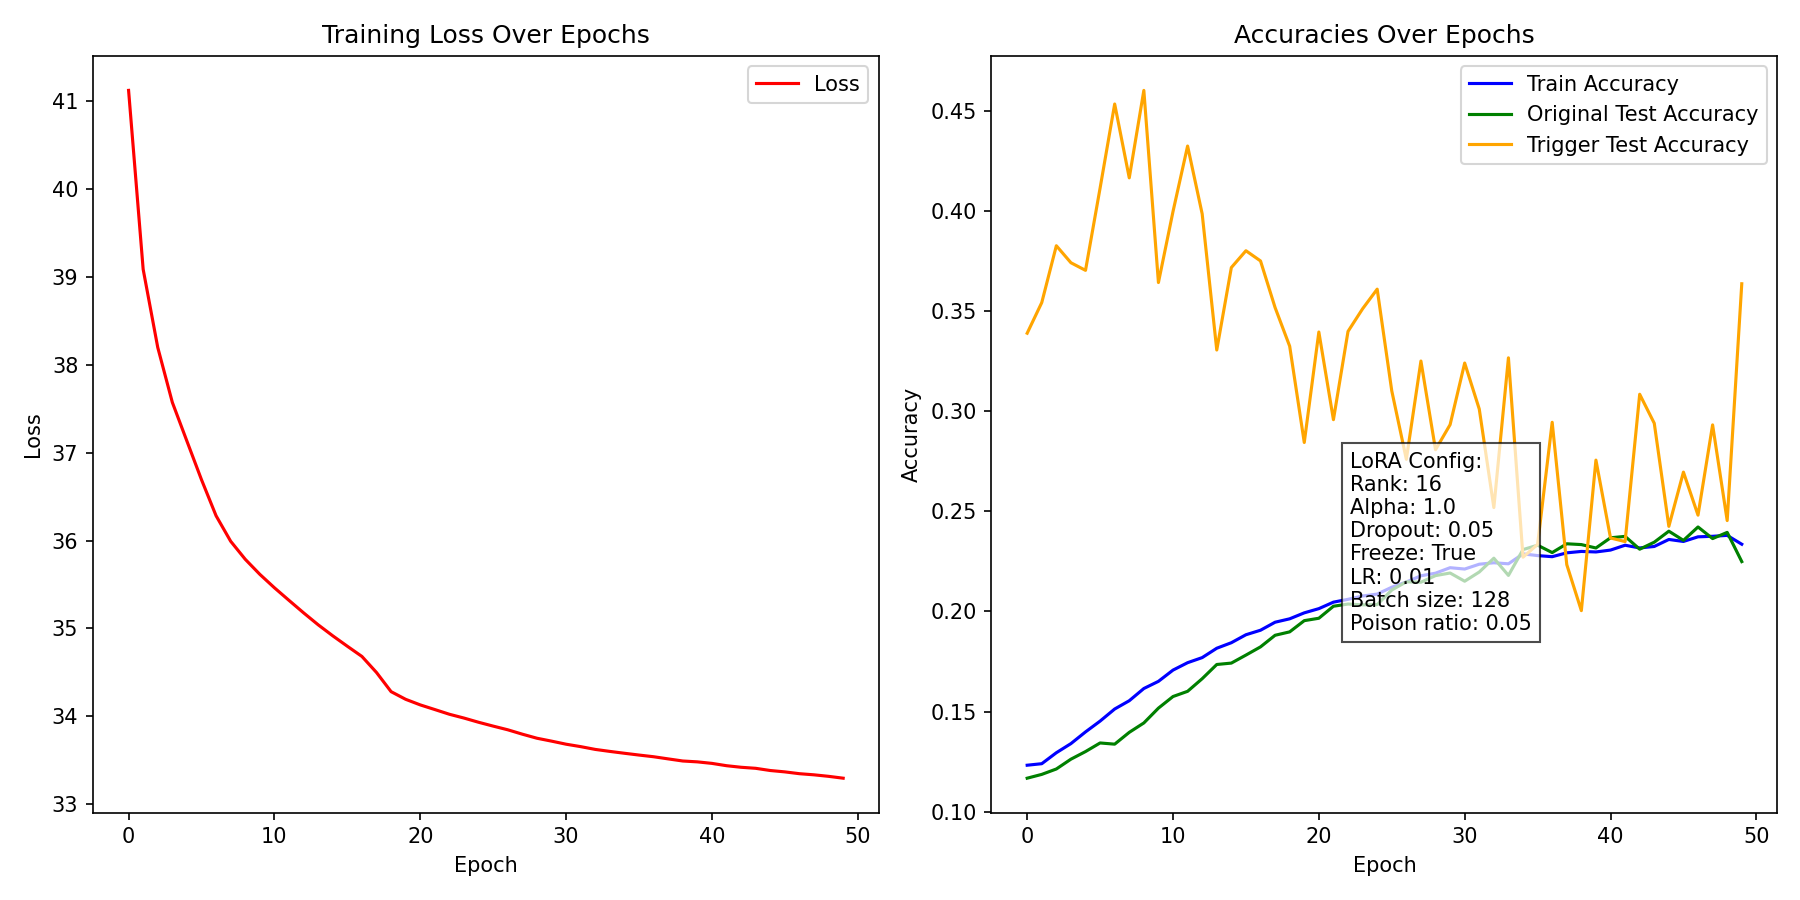 Training Loss Over Epochs
Loss
41
40
39
38
37
36
35
34
33
Loss
0
10
20
30
40
50
Epoch
Accuracies Over Epochs
Train Accuracy
Original Test Accuracy
Trigger Test Accuracy
0.45
0.40
0.35
0.30
0.25
0.20
0.15
0.10
Accuracy
LoRA Config:
Rank: 16
Alpha: 1.0
Dropout: 0.05
Freeze: True
LR: 0.01
Batch size: 128
Poison ratio: 0.05
0
10
20
30
40
50
Epoch